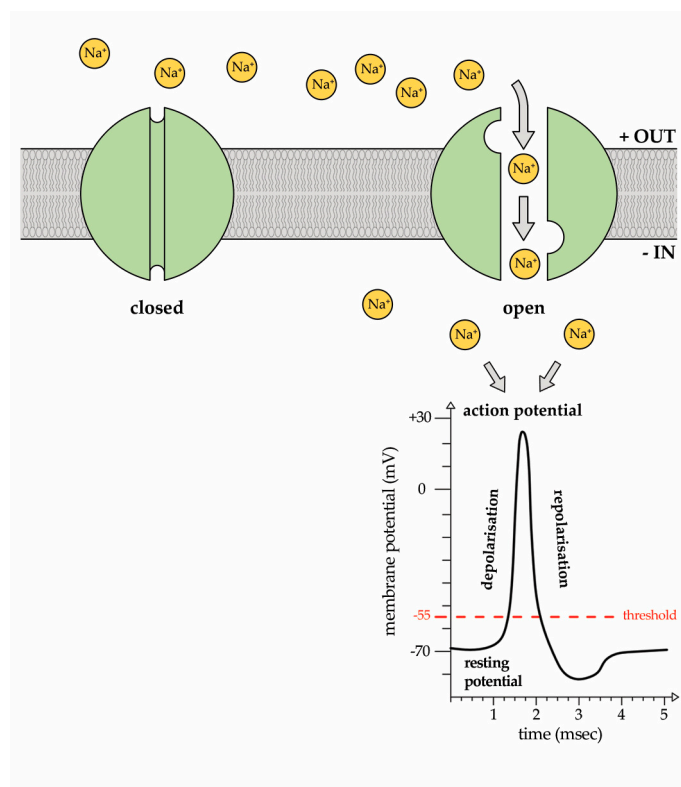 Na⁺
Na⁺
Na⁺
Na⁺
Na⁺
Na⁺
Na⁺
+ OUT
Na⁺
- IN
Na⁺
closed
open
Na⁺
Na⁺
Na⁺
action potential
+30
0
-55
-70
membrane potential (mV)
depolarisation
repolarisation
threshold
resting
potential
1 2 3 4 5
time (msec)